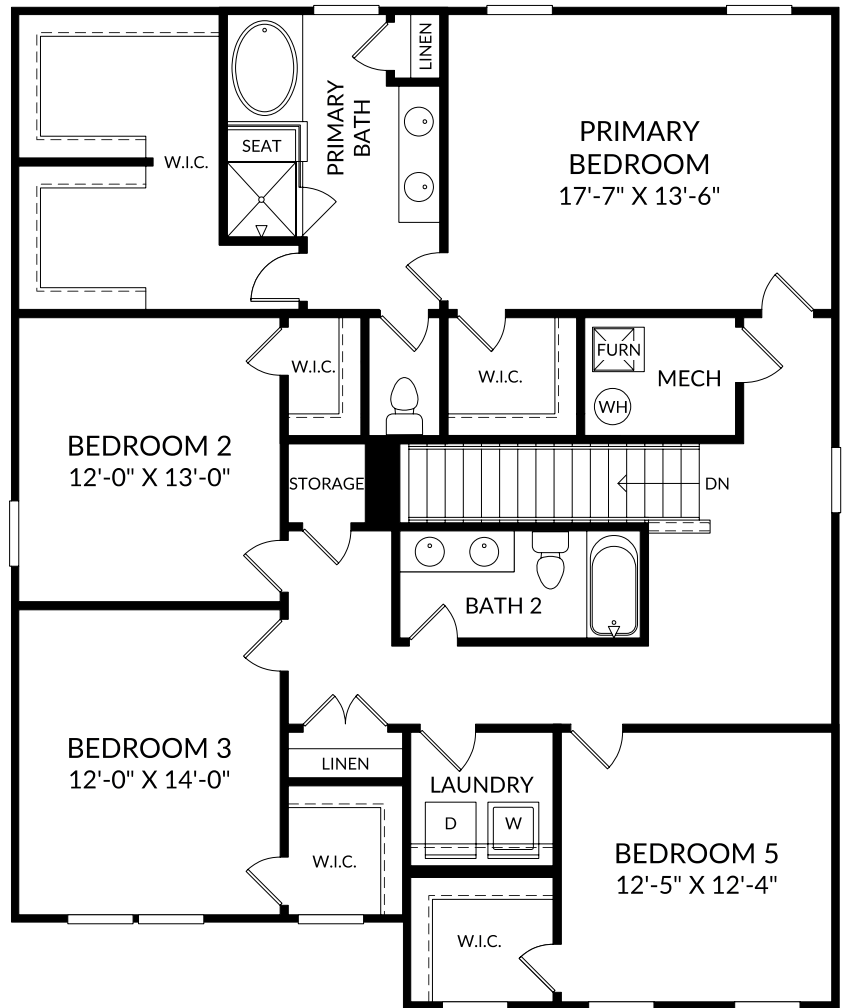 LINEN
PRIMARY
BATH
SEAT
W.I.C.
PRIMARY
BEDROOM
17'-7" X 13'-6"
W.I.C.
W.I.C.
FURN
MECH
WH
BEDROOM 2
12'-0" X 13'-0"
STORAGE
DN
BATH 2
BEDROOM 3
12'-0" X 14'-0"
LINEN
LAUNDRY
D
W
W.I.C.
BEDROOM 5
12'-5" X 12'-4"
W.I.C.